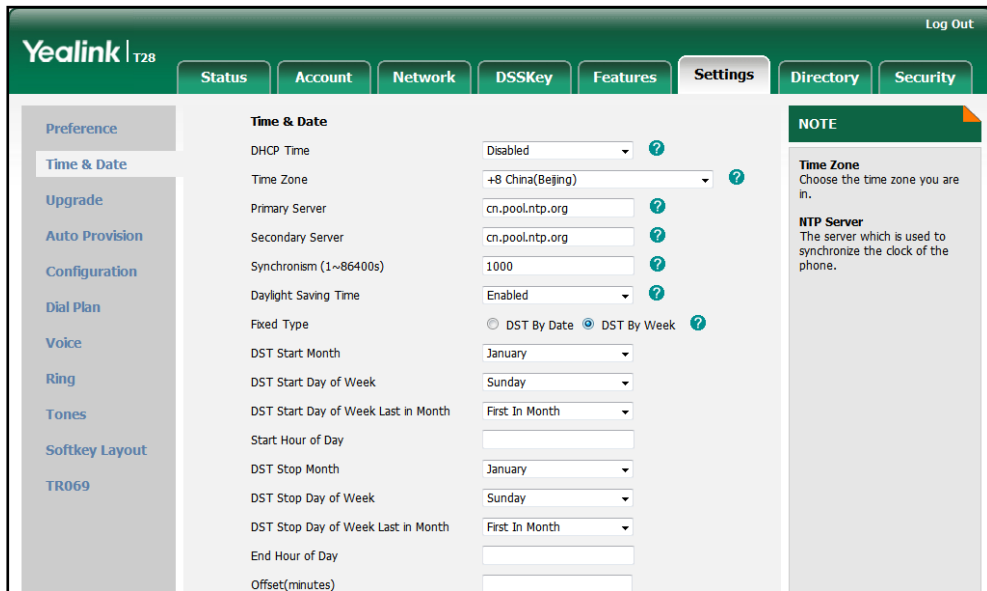 Log Out
Yealink | T28
Status Account Network DSSKey Features Settings Directory Security
Preference
Time & Date
Upgrade
Auto Provision
Configuration
Dial Plan
Voice
Ring
Tones
Softkey Layout
TR069
Time & Date
DHCP Time Disabled ?
Time Zone +8 China(Beijing) ?
Primary Server cn.pool.ntp.org ?
Secondary Server cn.pool.ntp.org ?
Synchronism (1~86400s) 1000 ?
Daylight Saving Time Enabled ?
Fixed Type DST By Date DST By Week ?
DST Start Month January
DST Start Day of Week Sunday
DST Start Day of Week Last in Month First In Month
Start Hour of Day
DST Stop Month January
DST Stop Day of Week Sunday
DST Stop Day of Week Last in Month First In Month
End Hour of Day
Offset(minutes)
NOTE
Time Zone
Choose the time zone you are
in.
NTP Server
The server which is used to
synchronize the clock of the
phone.